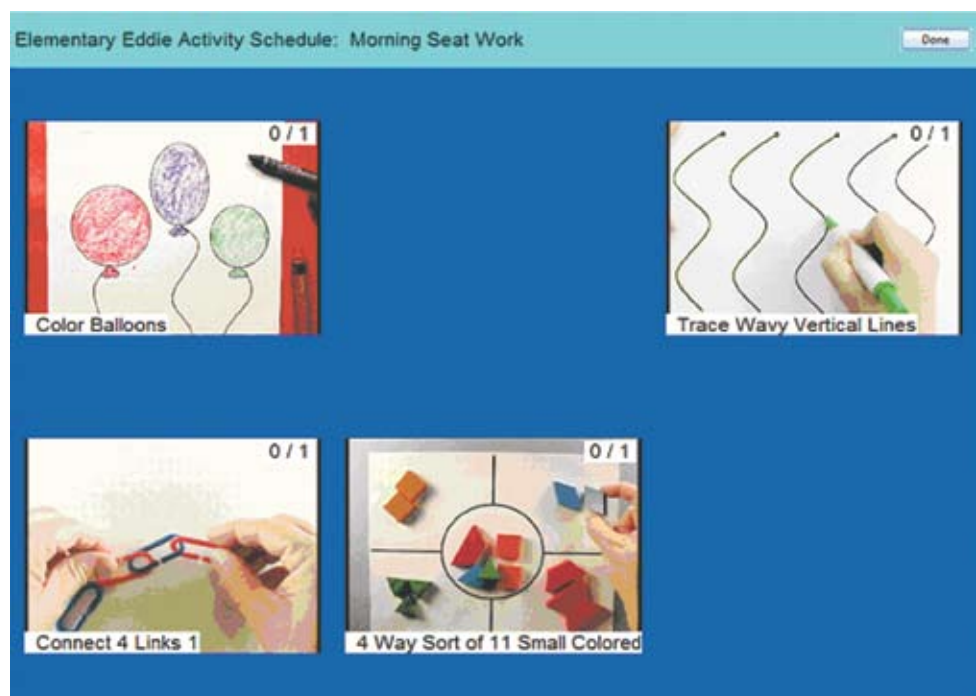 Elementary Eddie Activity Schedule: Morning Seat Work
Done
0 / 1
Color Balloons
0 / 1
Trace Wavy Vertical Lines
0 / 1
Connect 4 Links 1
0 / 1
4 Way Sort of 11 Small Colored